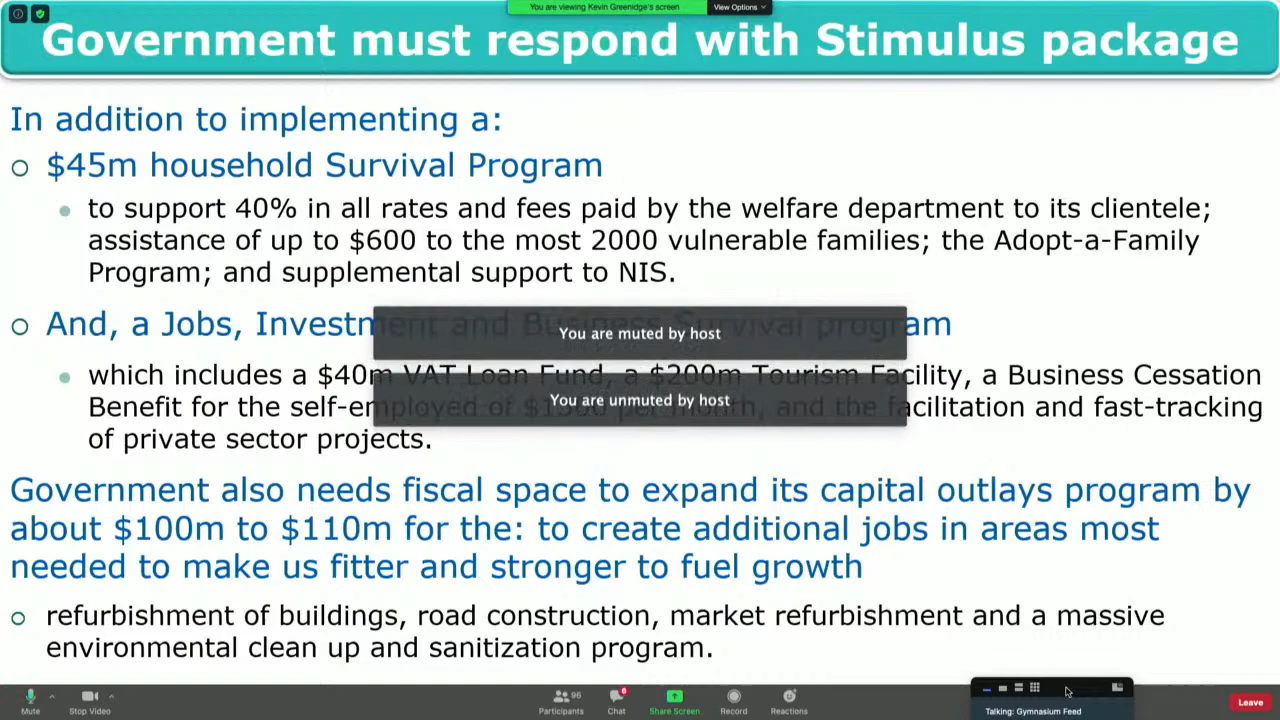 You are viewing Kevin Greenidge's screen
View Options
Government must respond with Stimulus package
In addition to implementing a:
$45m household Survival Program
to support 40% in all rates and fees paid by the welfare department to its clientele;
assistance of up to $600 to the most 2000 vulnerable families; the Adopt-a-Family
Program; and supplemental support to NIS.
And, a Jobs, Investment and Business Survival program
You are muted by host
which includes a $40m VAT Loan Fund, a $200m Tourism Facility, a Business Cessation
You are unmuted by host
Benefit for the self-employed of $1500 per month, and the facilitation and fast-tracking
of private sector projects.
Government also needs fiscal space to expand its capital outlays program by
about $100m to $110m for the: to create additional jobs in areas most
needed to make us fitter and stronger to fuel growth
refurbishment of buildings, road construction, market refurbishment and a massive
environmental clean up and sanitization program.
Mute
Stop Video
96
Participants
6
Chat
Share Screen
Record
Reactions
Talking: Gymnasium Feed
Leave